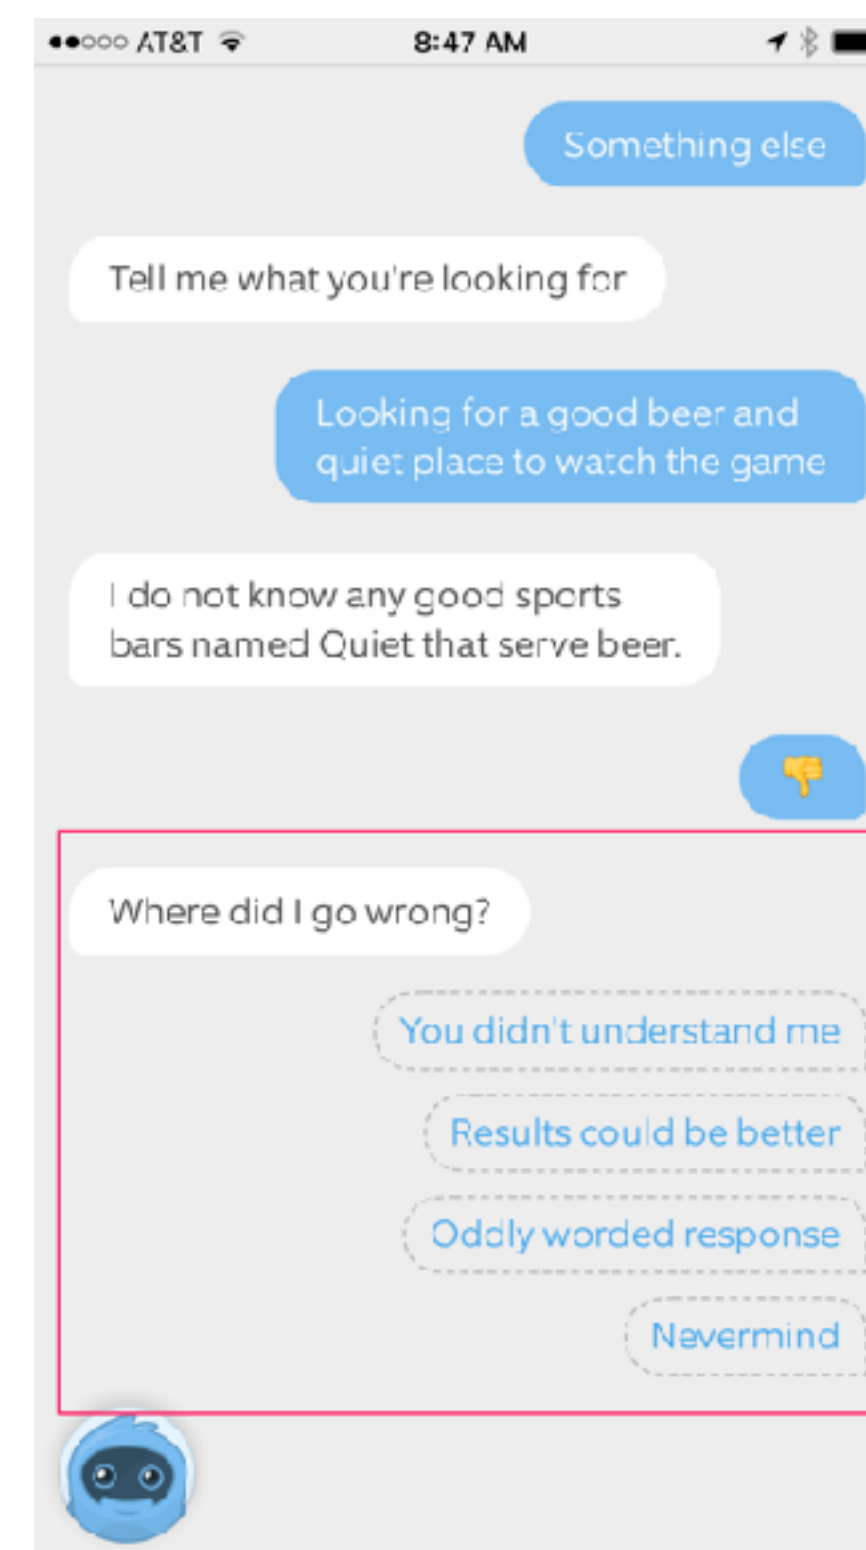 AT&T 8:47 AM
Something else
Tell me what you're looking for
Looking for a good beer and
quiet place to watch the game
I do not know any good sports
bars named Quiet that serve beer.
Where did I go wrong?
You didn't understand me
Results could be better
Oddly worded response
Nevermind